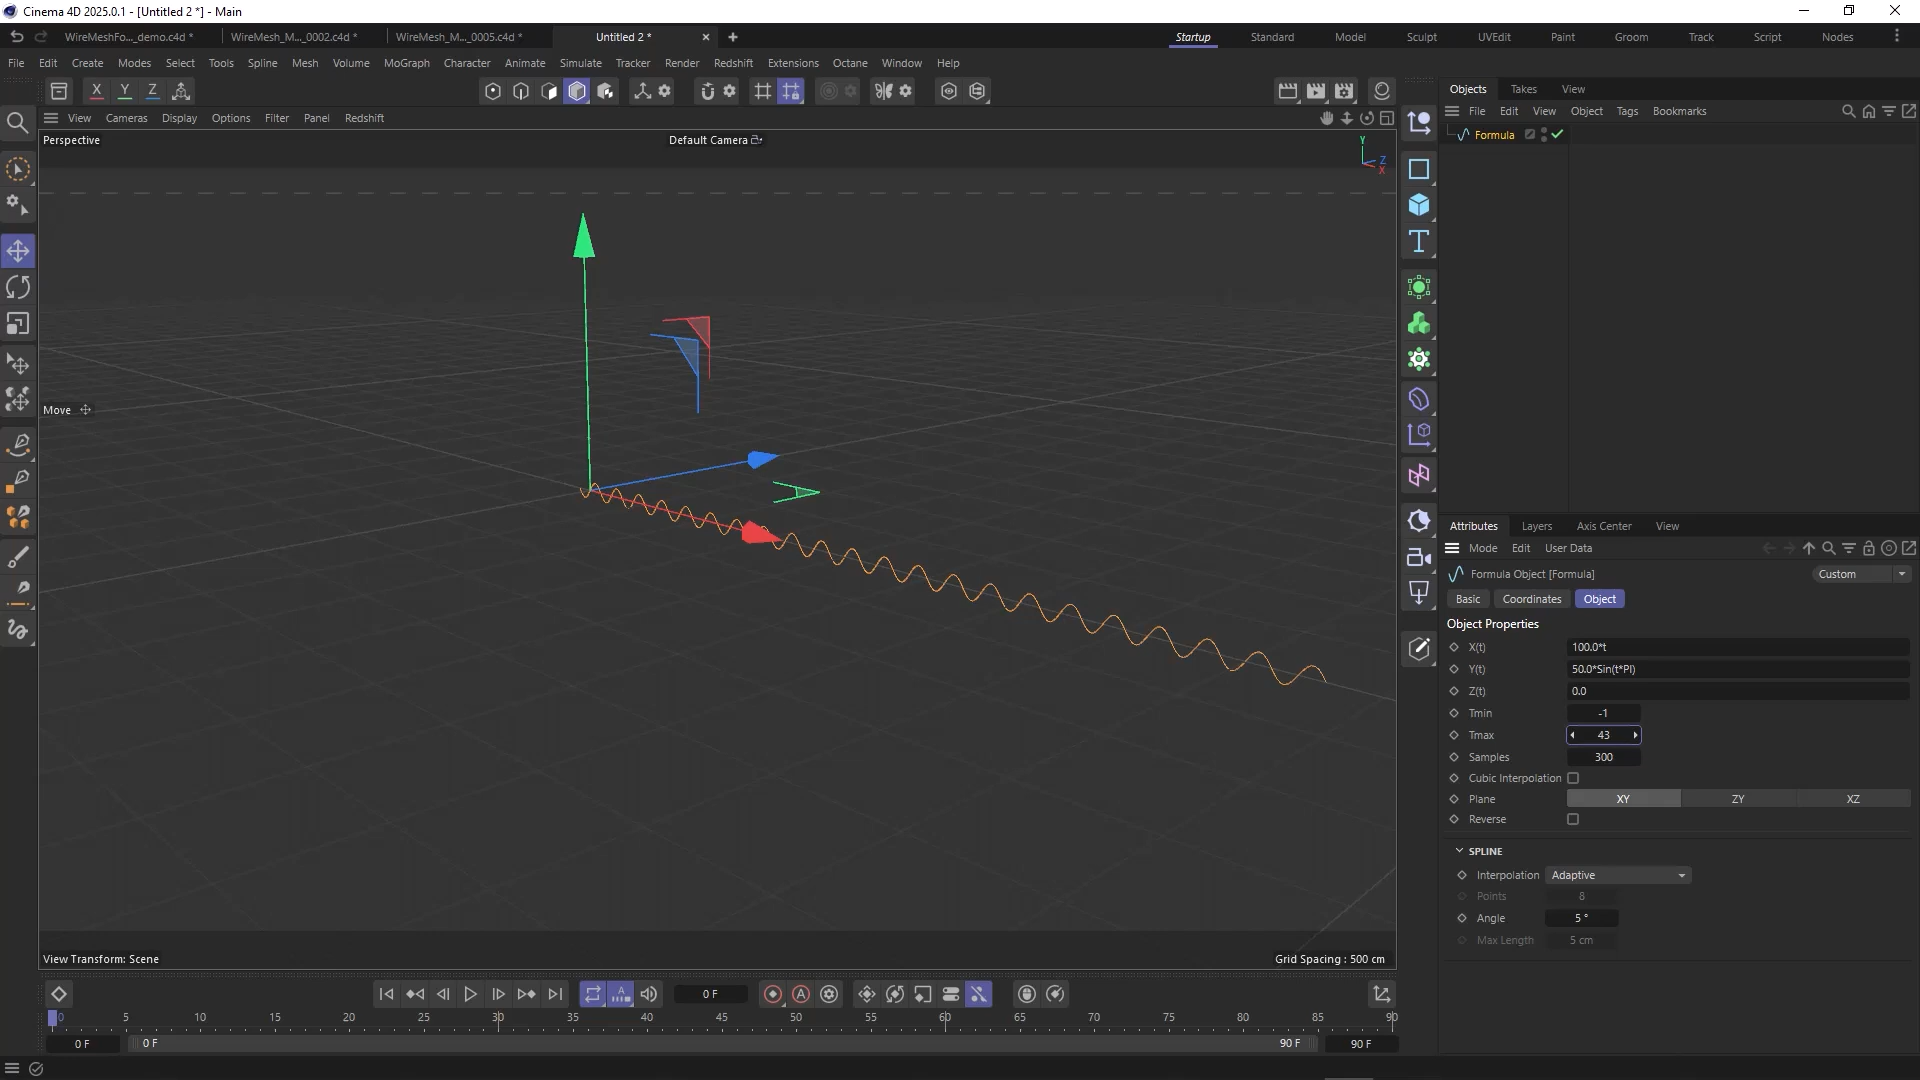 Cinema 4D 2025.0.1 - [Untitled 2 *] - Main
WireMeshFo..._demo.c4d *
WireMesh_M..._0002.c4d *
WireMesh_M..._0005.c4d *
Untitled 2 *
Startup
Standard
Model
Sculpt
UVEdit
Paint
Groom
Track
Script
Nodes
File Edit Create Modes Select Tools Spline Mesh Volume MoGraph Character Animate Simulate Tracker Render Redshift Extensions Octane Window Help
X Y Z
View Cameras Display Options Filter Panel Redshift
Perspective
Default Camera
Y
Z
X
Move
View Transform: Scene
Grid Spacing : 500 cm
Objects Takes View
File Edit View Object Tags Bookmarks
Formula
Attributes Layers Axis Center View
Mode Edit User Data
Formula Object [Formula]
Custom
Basic Coordinates Object
Object Properties
X(t) 100.0*t
Y(t) 50.0*Sin(t*PI)
Z(t) 0.0
Tmin -1
Tmax 43
Samples 300
Cubic Interpolation
Plane XY ZY XZ
Reverse
SPLINE
Interpolation Adaptive
Points 8
Angle 5 °
Max Length 5 cm
0 F
0 5 10 15 20 25 30 35 40 45 50 55 60 65 70 75 80 85 90
0 F
0 F
90 F
90 F